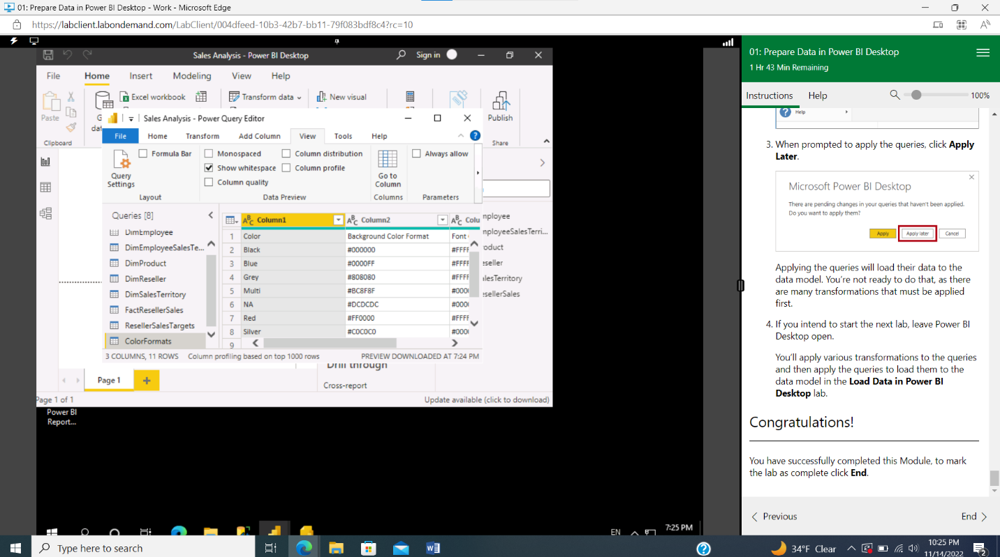 01: Prepare Data in Power BI Desktop - Work - Microsoft Edge
https://labclient.labondemand.com/LabClient/004dfeed-10b3-42b7-bb11-79f083bdf8c4?rc=10
Sales Analysis - Power BI Desktop
Sign in
File Home Insert Modeling View Help
Paste
Clipboard
Excel workbook
Transform data
New visual
Publish
Share
Sales Analysis - Power Query Editor
File Home Transform Add Column View Tools Help
Query
Settings
Formula Bar
Layout
Monospaced
Show whitespace
Column quality
Column distribution
Column profile
Data Preview
Go to
Column
Columns
Always allow
Parameters
Queries [8]
DimEmployee
DimEmployeeSalesTe...
DimProduct
DimReseller
DimSalesTerritory
FactResellerSales
ResellerSalesTargets
ColorFormats
Column1 Column2 Colu
1 Color Background Color Format Font
2 Black #000000 #FFFF
3 Blue #0000FF #FFFF
4 Grey #808080 #FFFF
5 Multi #BC8F8F #000
6 NA #DCDCDC #000
7 Red #FF0000 #FFFF
8 Silver #C0C0C0 #000
9
3 COLUMNS, 11 ROWS Column profiling based on top 1000 rows PREVIEW DOWNLOADED AT 7:24 PM
mployee
mployeeSalesTerri...
oduct
eseller
alesTerritory
esellerSales
Drill through
Cross-report
Page 1
Page 1 of 1
Update available (click to download)
Power BI
Report...
EN
7:25 PM
01: Prepare Data in Power BI Desktop
1 Hr 43 Min Remaining
Instructions Help
100%
Help
3. When prompted to apply the queries, click Apply
Later.
Microsoft Power BI Desktop
There are pending changes in your queries that haven't been applied.
Do you want to apply them?
Apply Apply later Cancel
Applying the queries will load their data to the
data model. You're not ready to do that, as there
are many transformations that must be applied
first.
4. If you intend to start the next lab, leave Power BI
Desktop open.
You'll apply various transformations to the queries
and then apply the queries to load them to the
data model in the Load Data in Power BI
Desktop lab.
Congratulations!
You have successfully completed this Module, to mark
the lab as complete click End.
Previous
End
Type here to search
34°F Clear
10:25 PM
11/14/2022
2